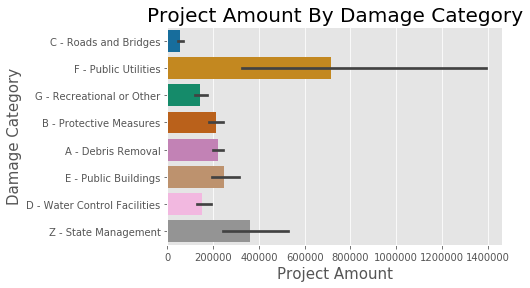 Project Amount By Damage Category
Damage Category
C - Roads and Bridges
F - Public Utilities
G - Recreational or Other
B - Protective Measures
A - Debris Removal
E - Public Buildings
D - Water Control Facilities
Z - State Management
0 200000 400000 600000 800000 1000000 1200000 1400000
Project Amount